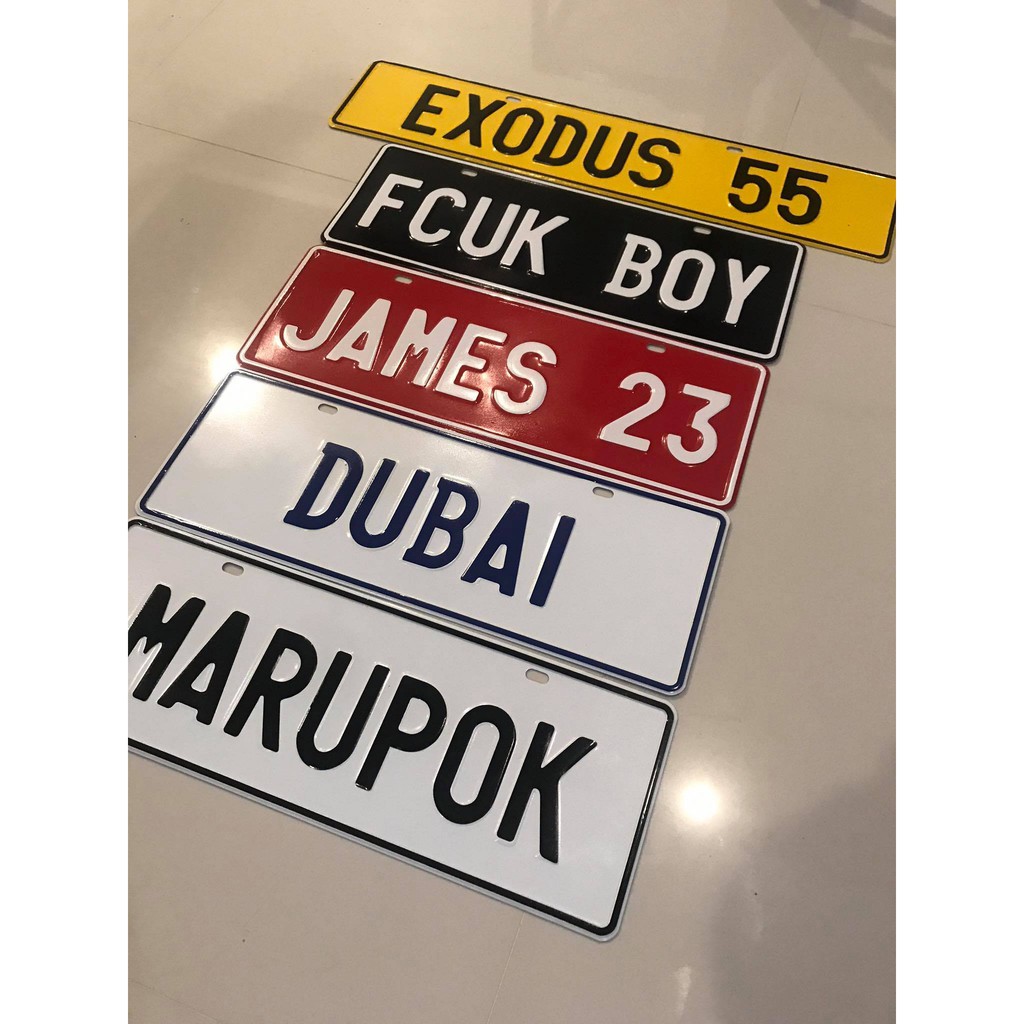 EXODUS 55
FCUK BOY
JAMES 23
DUBAI
MARUPOK